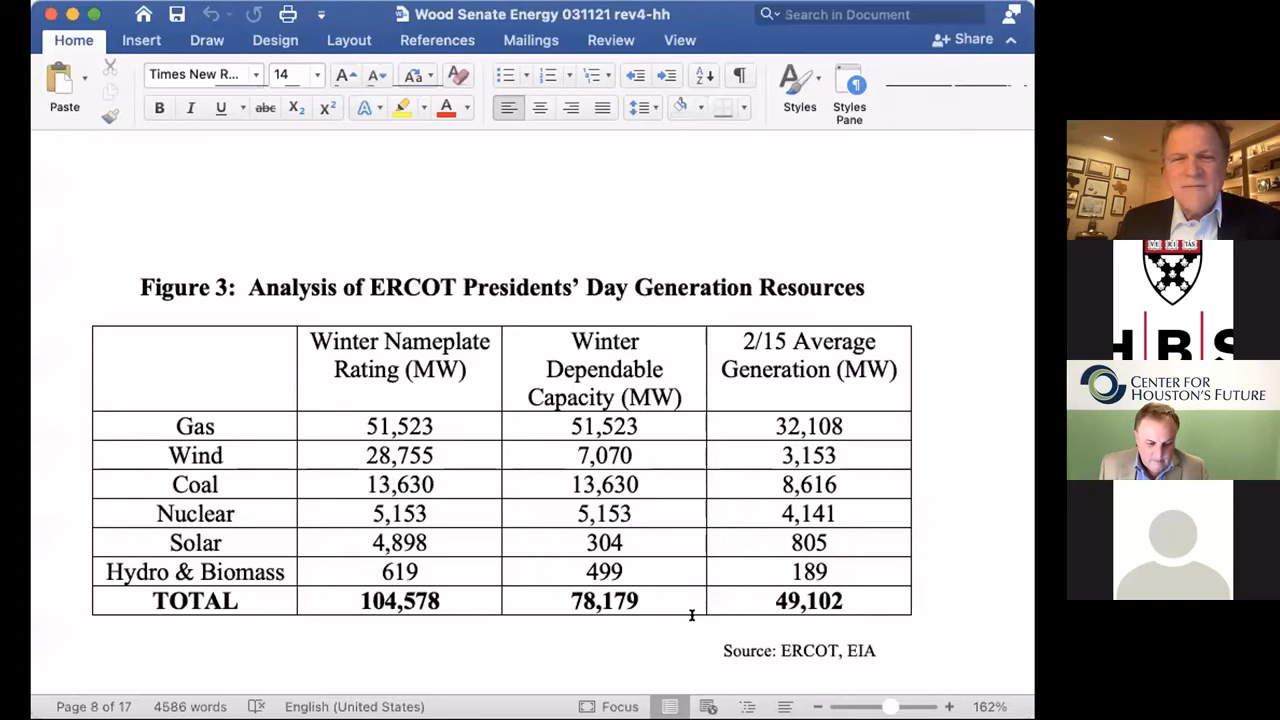 Wood Senate Energy 031121 rev4-hh
Search in Document
Home Insert Draw Design Layout References Mailings Review View Share
Paste
Times New R... 14
Styles
Styles Pane
Figure 3: Analysis of ERCOT Presidents’ Day Generation Resources
Winter Nameplate Rating (MW) Winter Dependable Capacity (MW) 2/15 Average Generation (MW)
Gas 51,523 51,523 32,108
Wind 28,755 7,070 3,153
Coal 13,630 13,630 8,616
Nuclear 5,153 5,153 4,141
Solar 4,898 304 805
Hydro & Biomass 619 499 189
TOTAL 104,578 78,179 49,102
Source: ERCOT, EIA
Page 8 of 17 4586 words English (United States) Focus 162%
HBS
CENTER FOR
HOUSTON'S FUTURE